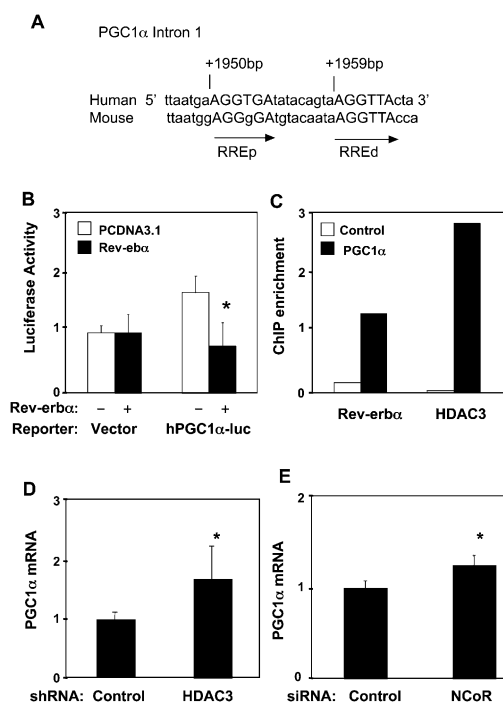 A
PGC1α Intron 1
+1950bp +1959bp
Human 5' ttaatgaAGGTGAtatacagtaAGGTTActa 3'
Mouse ttaatggAGGgGAtgtacaataAGGTTAcca
RREp RREd
B
3
2
1
0
Luciferase Activity
PCDNA3.1
Rev-ebα
*
Rev-erbα: – + – +
Reporter: Vector hPGC1α-luc
C
3
2
1
0
ChIP enrichment
Control
PGC1α
Rev-erbα HDAC3
D
3
2
1
0
PGC1α mRNA
*
shRNA: Control HDAC3
E
2
1
0
PGC1α mRNA
*
siRNA: Control NCoR